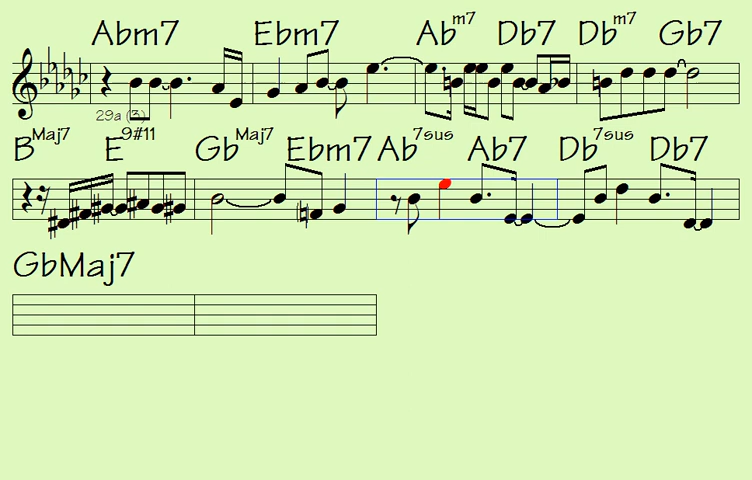 Abm7 Ebm7 Abm7 Db7 Dbm7 Gb7
29a (3)
BMaj7 E9#11 GbMaj7 Ebm7 Ab7sus Ab7 Db7sus Db7
GbMaj7